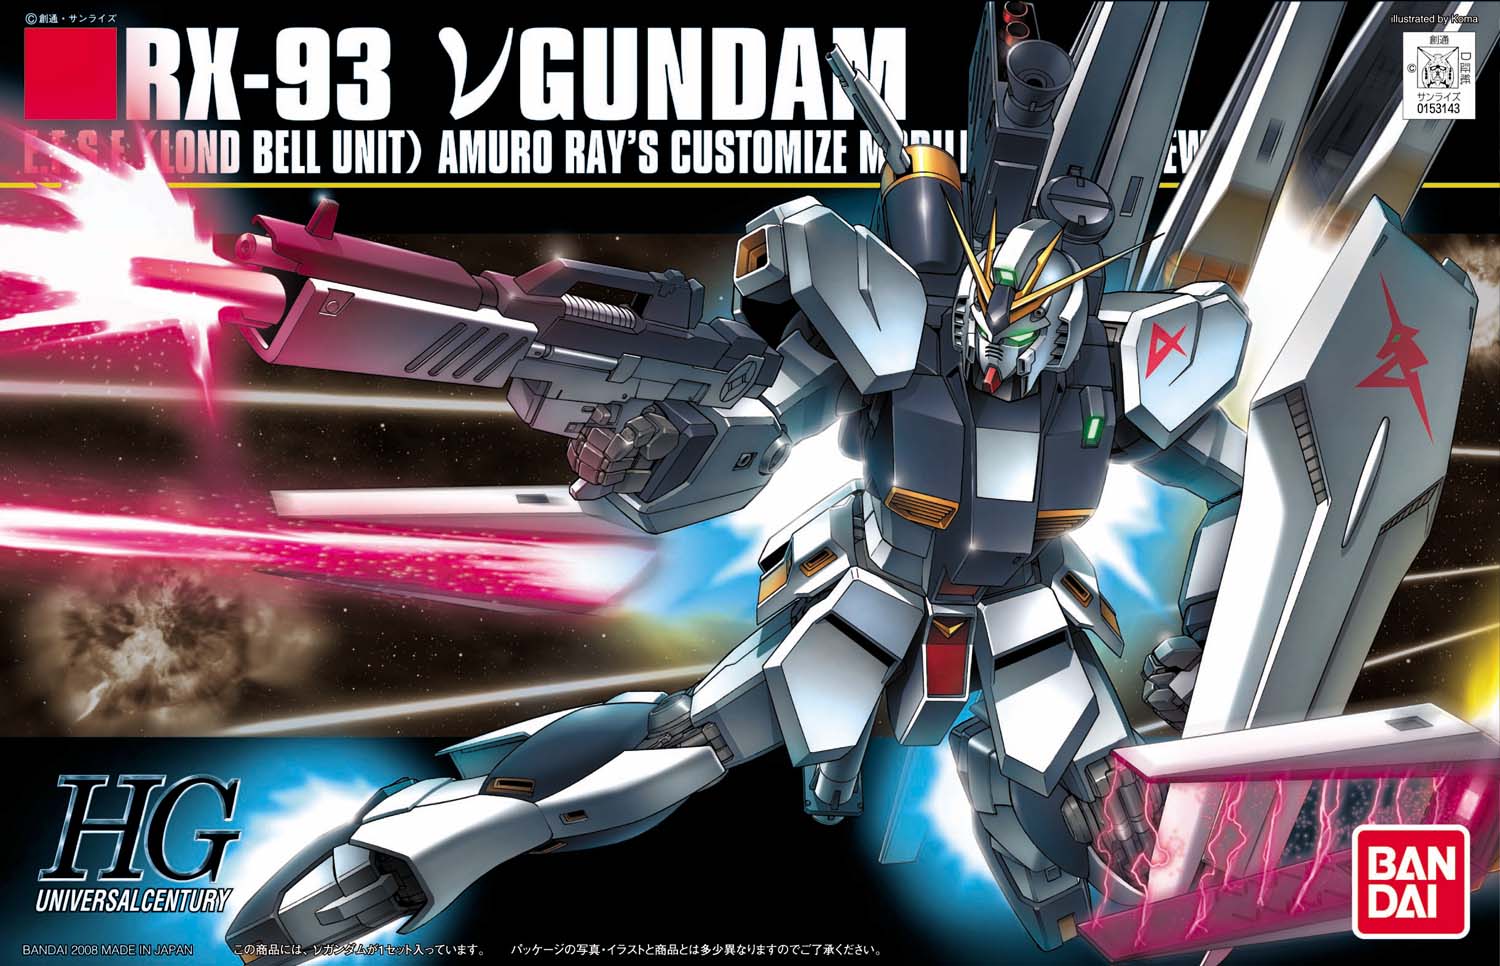 ©創通・サンライズ
illustrated by Koma
RX-93 νGUNDAM
E.F.S.F. (LOND BELL UNIT) AMURO RAY'S CUSTOMIZE
創通
©
サンライズ
0153143
HG
UNIVERSAL CENTURY
BAN
DAI
BANDAI 2008 MADE IN JAPAN
この商品には、νガンダムが1セット入っています。 パッケージの写真・イラストと商品とは多少異なりますのでご了承ください。